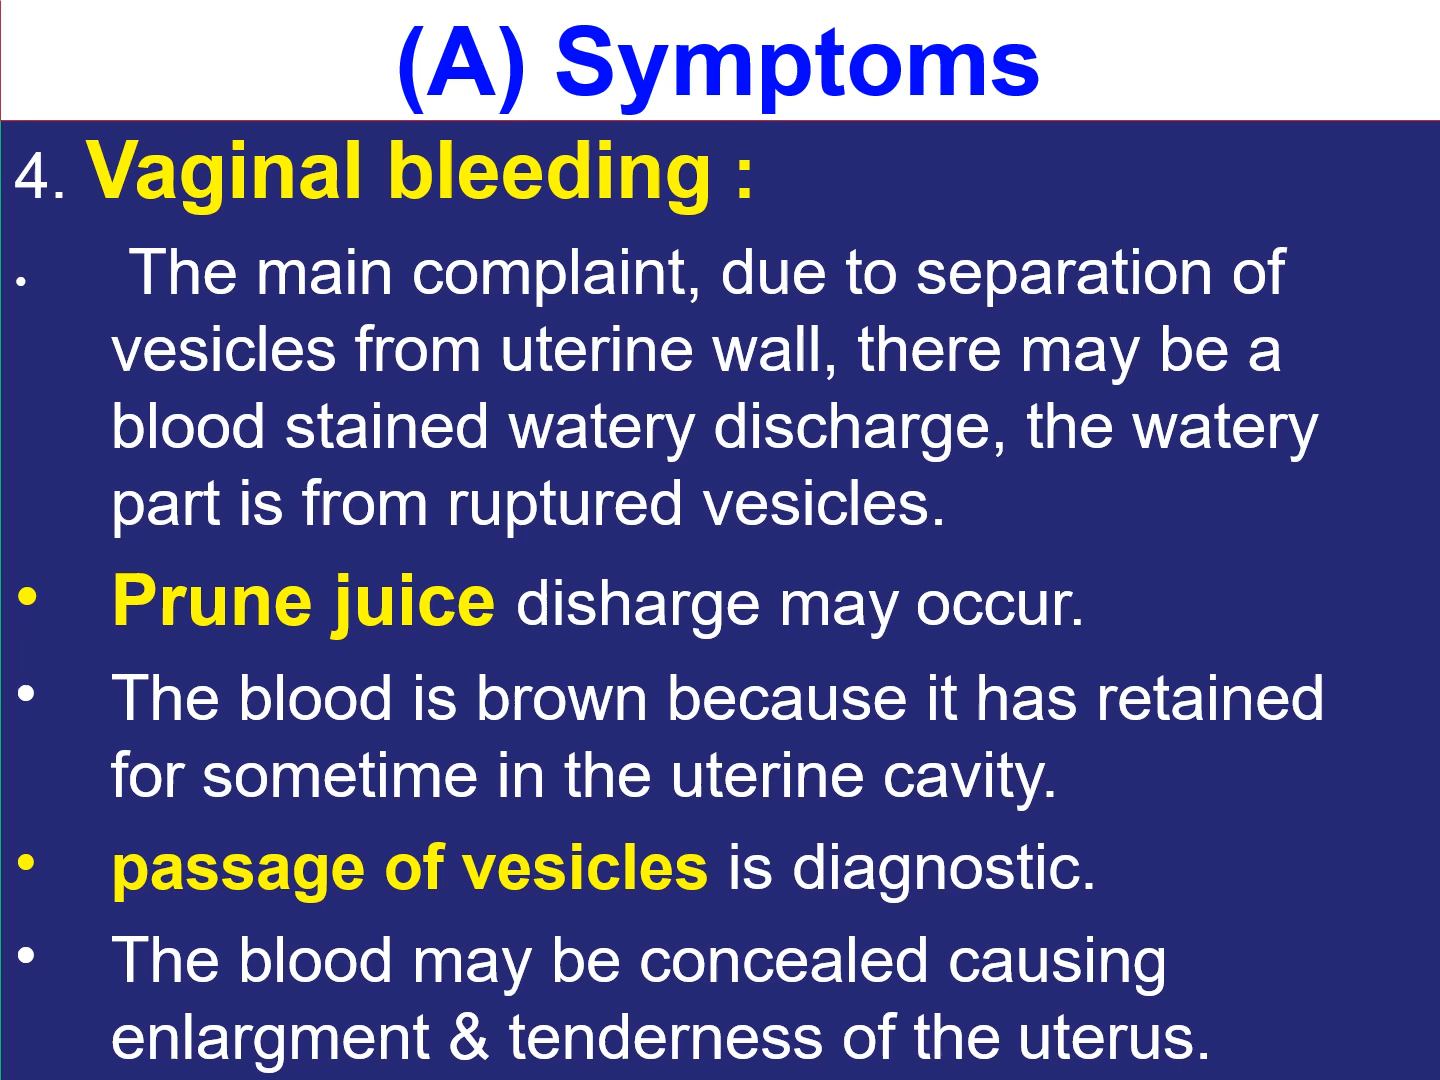 (A) Symptoms
4. Vaginal bleeding :
• The main complaint, due to separation of
vesicles from uterine wall, there may be a
blood stained watery discharge, the watery
part is from ruptured vesicles.
• Prune juice disharge may occur.
• The blood is brown because it has retained
for sometime in the uterine cavity.
• passage of vesicles is diagnostic.
• The blood may be concealed causing
enlargment & tenderness of the uterus.